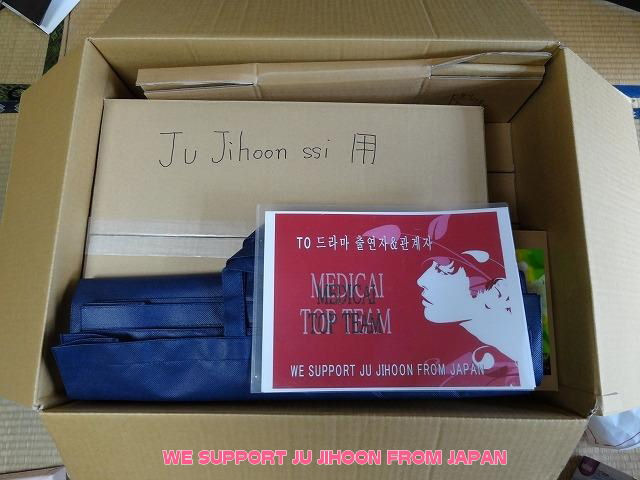 Ju Jihoon ssi 用
TO 드라마 출연자&관계자
MEDICAl
TOP TEAM
WE SUPPORT JU JIHOON FROM JAPAN
WE SUPPORT JU JIHOON FROM JAPAN